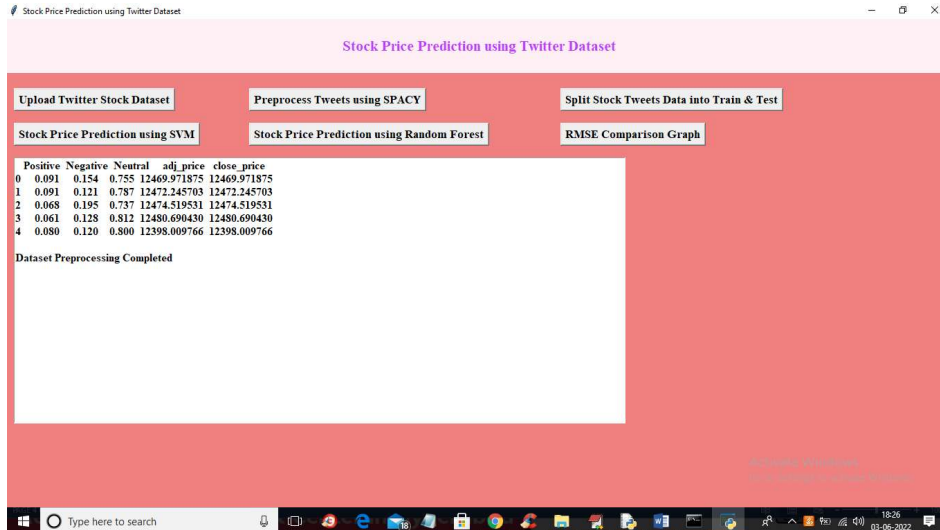 Stock Price Prediction using Twitter Dataset
Stock Price Prediction using Twitter Dataset
Upload Twitter Stock Dataset
Preprocess Tweets using SPACY
Split Stock Tweets Data into Train & Test
Stock Price Prediction using SVM
Stock Price Prediction using Random Forest
RMSE Comparison Graph
Positive Negative Neutral adj_price close_price
0 0.091 0.154 0.755 12469.971875 12469.971875
1 0.091 0.121 0.787 12472.245703 12472.245703
2 0.068 0.195 0.737 12474.519531 12474.519531
3 0.061 0.128 0.812 12480.690430 12480.690430
4 0.080 0.120 0.800 12398.009766 12398.009766
Dataset Preprocessing Completed
Type here to search
18
18:26
03-06-2022